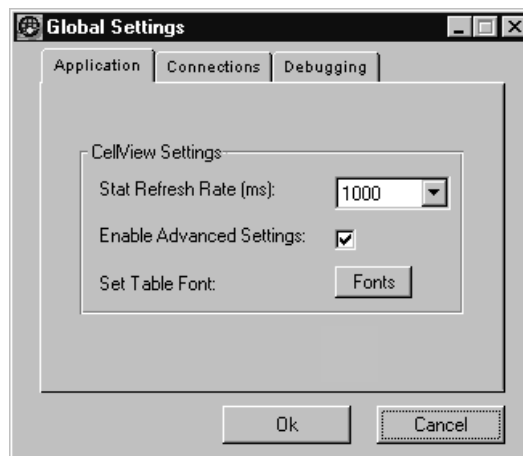 Global Settings
Application Connections Debugging
CellView Settings
Stat Refresh Rate (ms): 1000
Enable Advanced Settings:
Set Table Font: Fonts
Ok Cancel